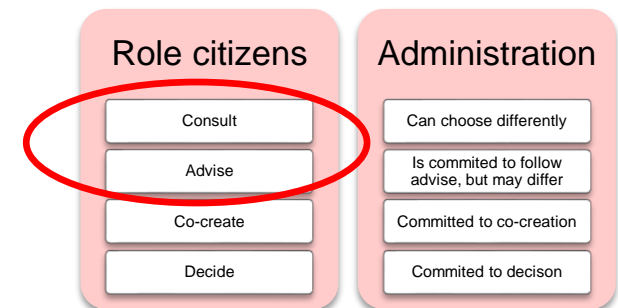 Role citizens
Consult
Advise
Co-create
Decide
Administration
Can choose differently
Is commited to follow
advise, but may differ
Committed to co-creation
Commited to decison